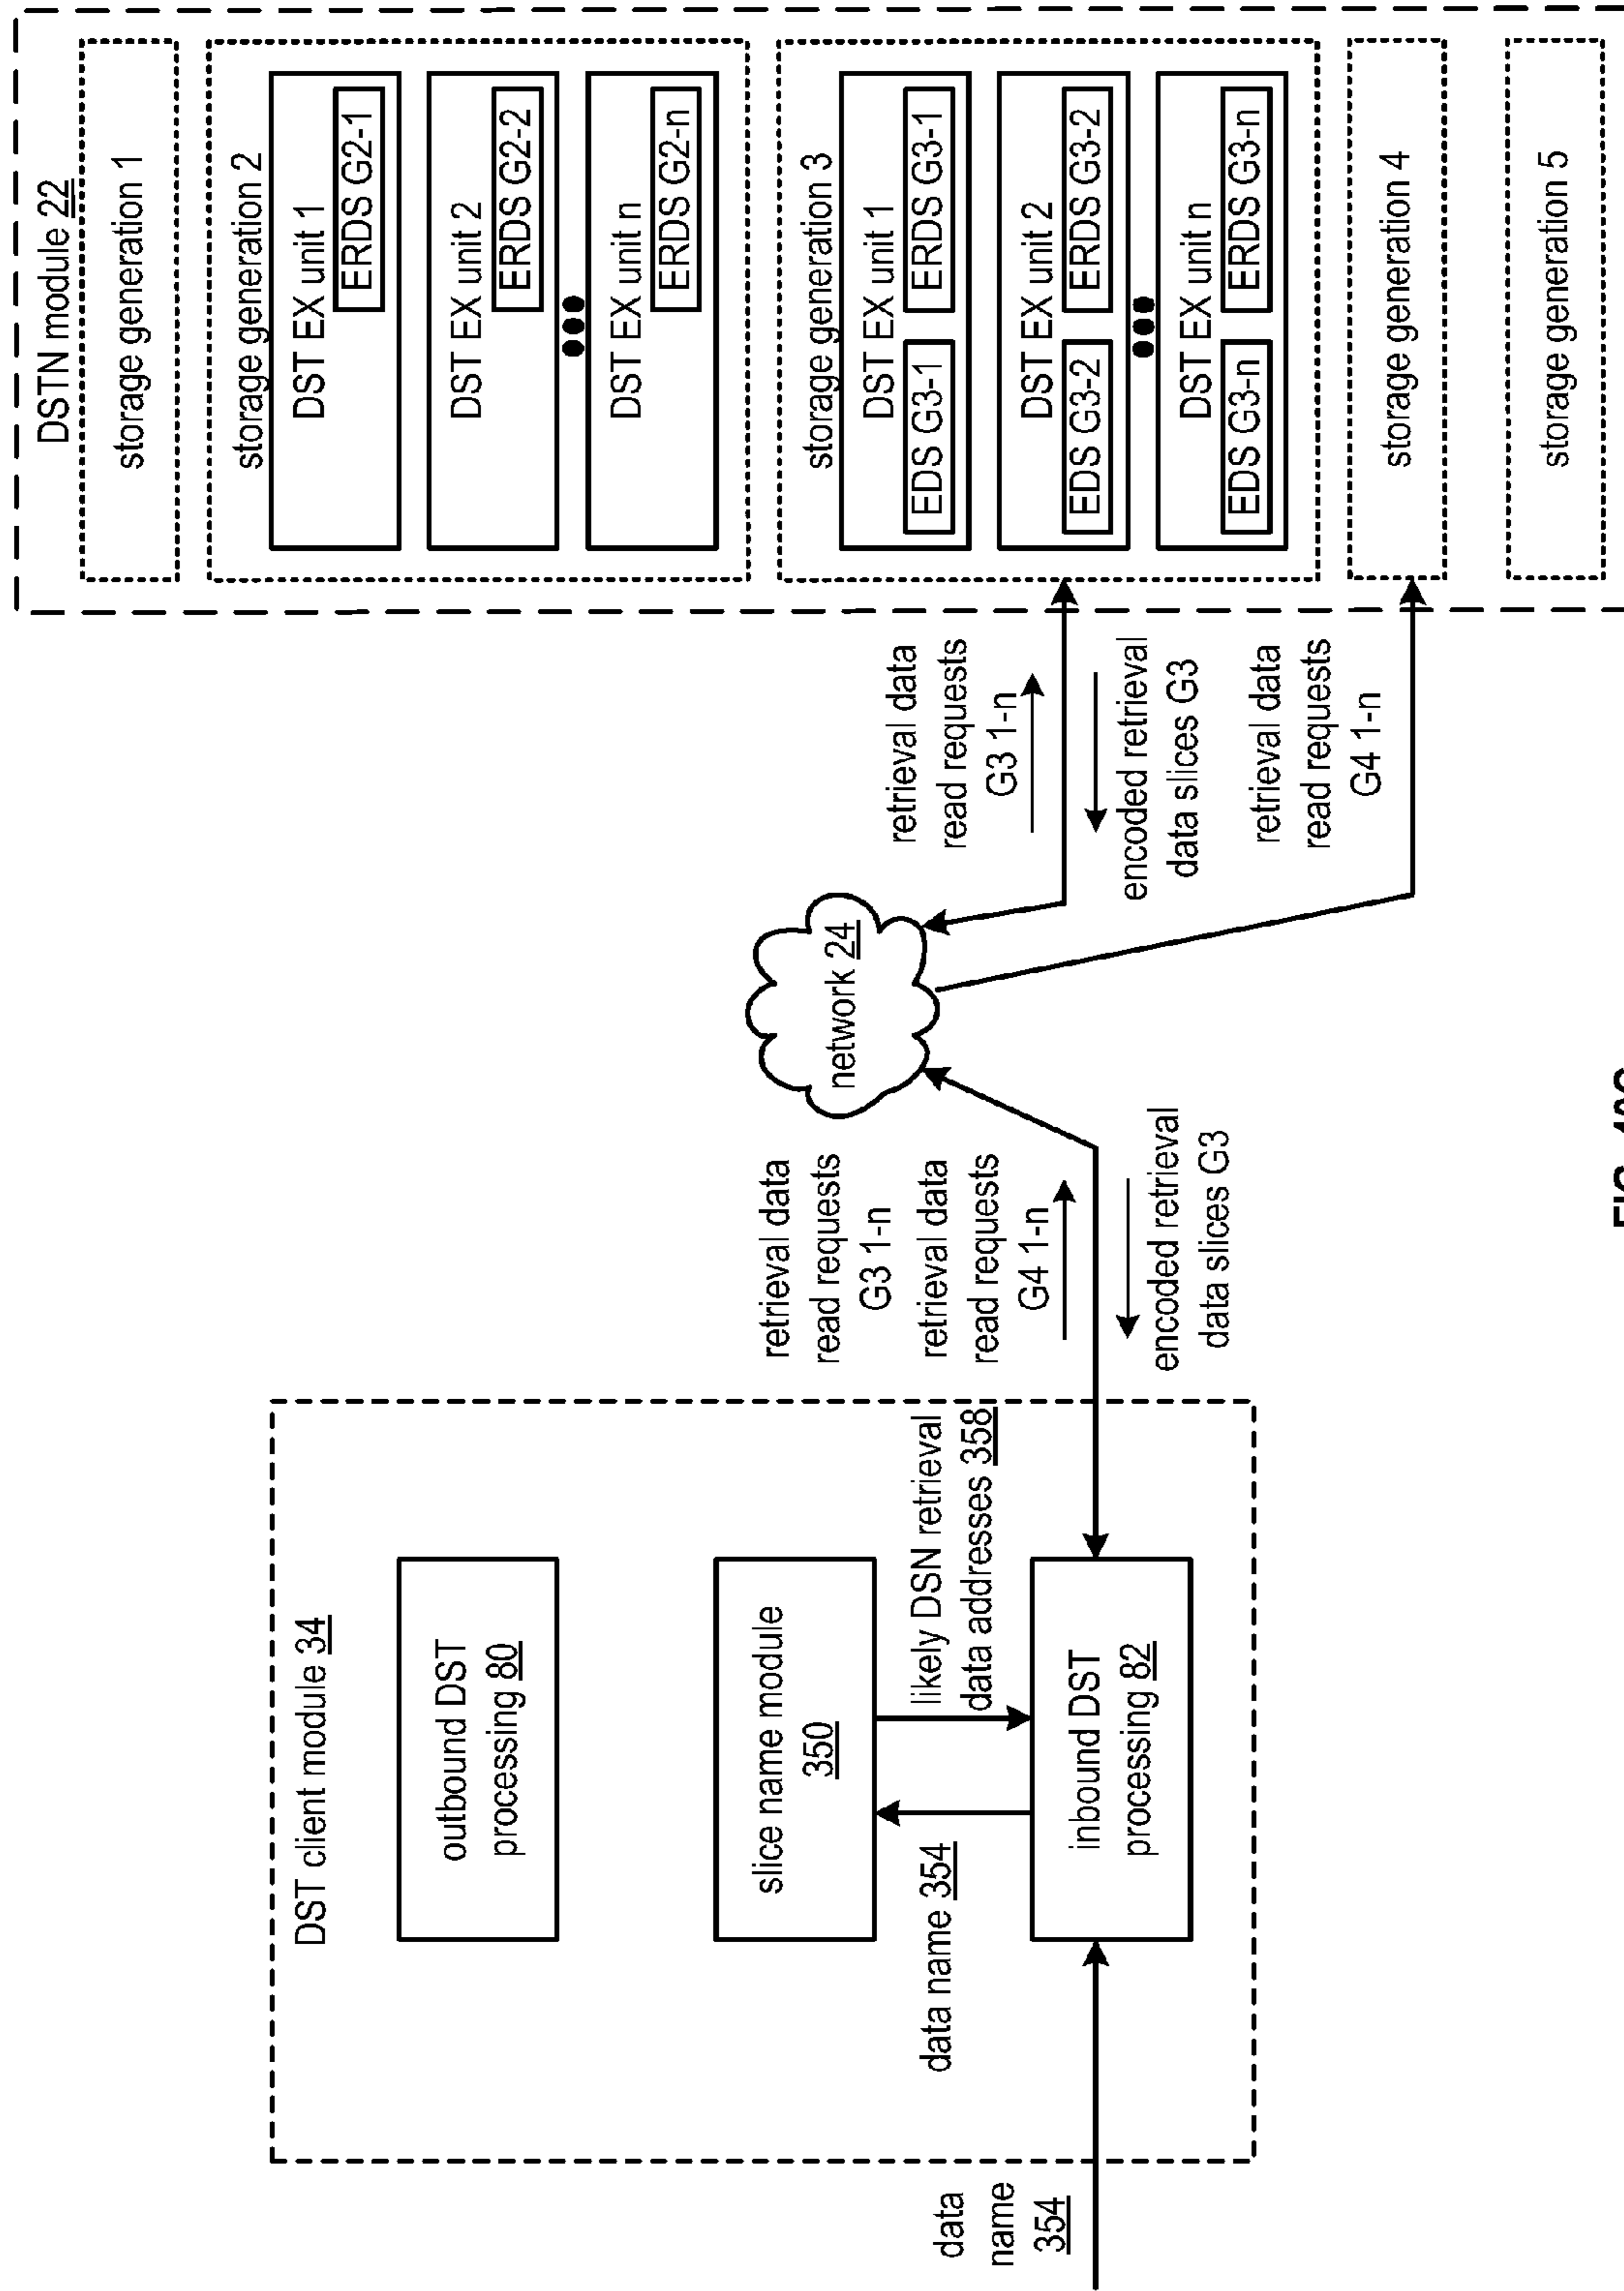 DST client module 34
outbound DST
processing 80
slice name module
350
data name 354
likely DSN retrieval
data addresses 358
inbound DST
processing 82
data
name
354
retrieval data
read requests
G3 1-n
retrieval data
read requests
G4 1-n
encoded retrieval
data slices G3
network 24
retrieval data
read requests
G3 1-n
encoded retrieval
data slices G3
retrieval data
read requests
G4 1-n
DSTN module 22
storage generation 1
storage generation 2
DST EX unit 1
ERDS G2-1
DST EX unit 2
ERDS G2-2
DST EX unit n
ERDS G2-n
storage generation 3
DST EX unit 1
EDS G3-1
ERDS G3-1
DST EX unit 2
EDS G3-2
ERDS G3-2
DST EX unit n
EDS G3-n
ERDS G3-n
storage generation 4
storage generation 5